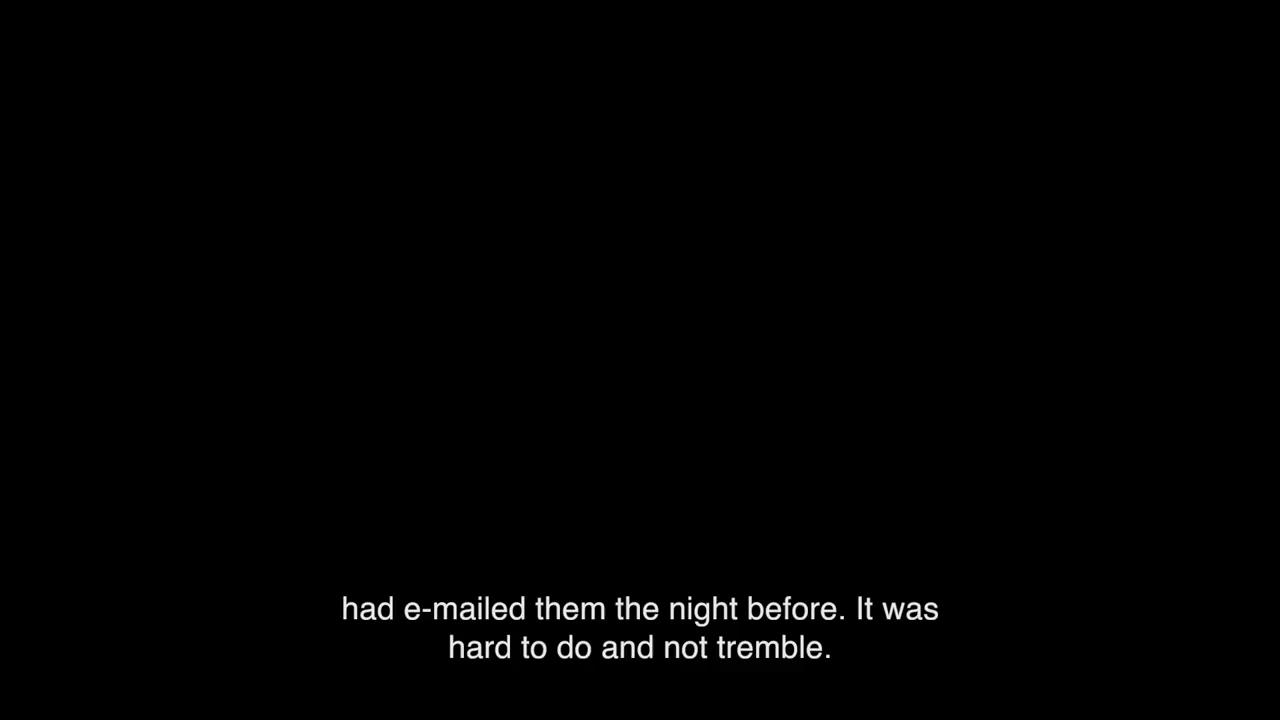 had e-mailed them the night before. It was
hard to do and not tremble.